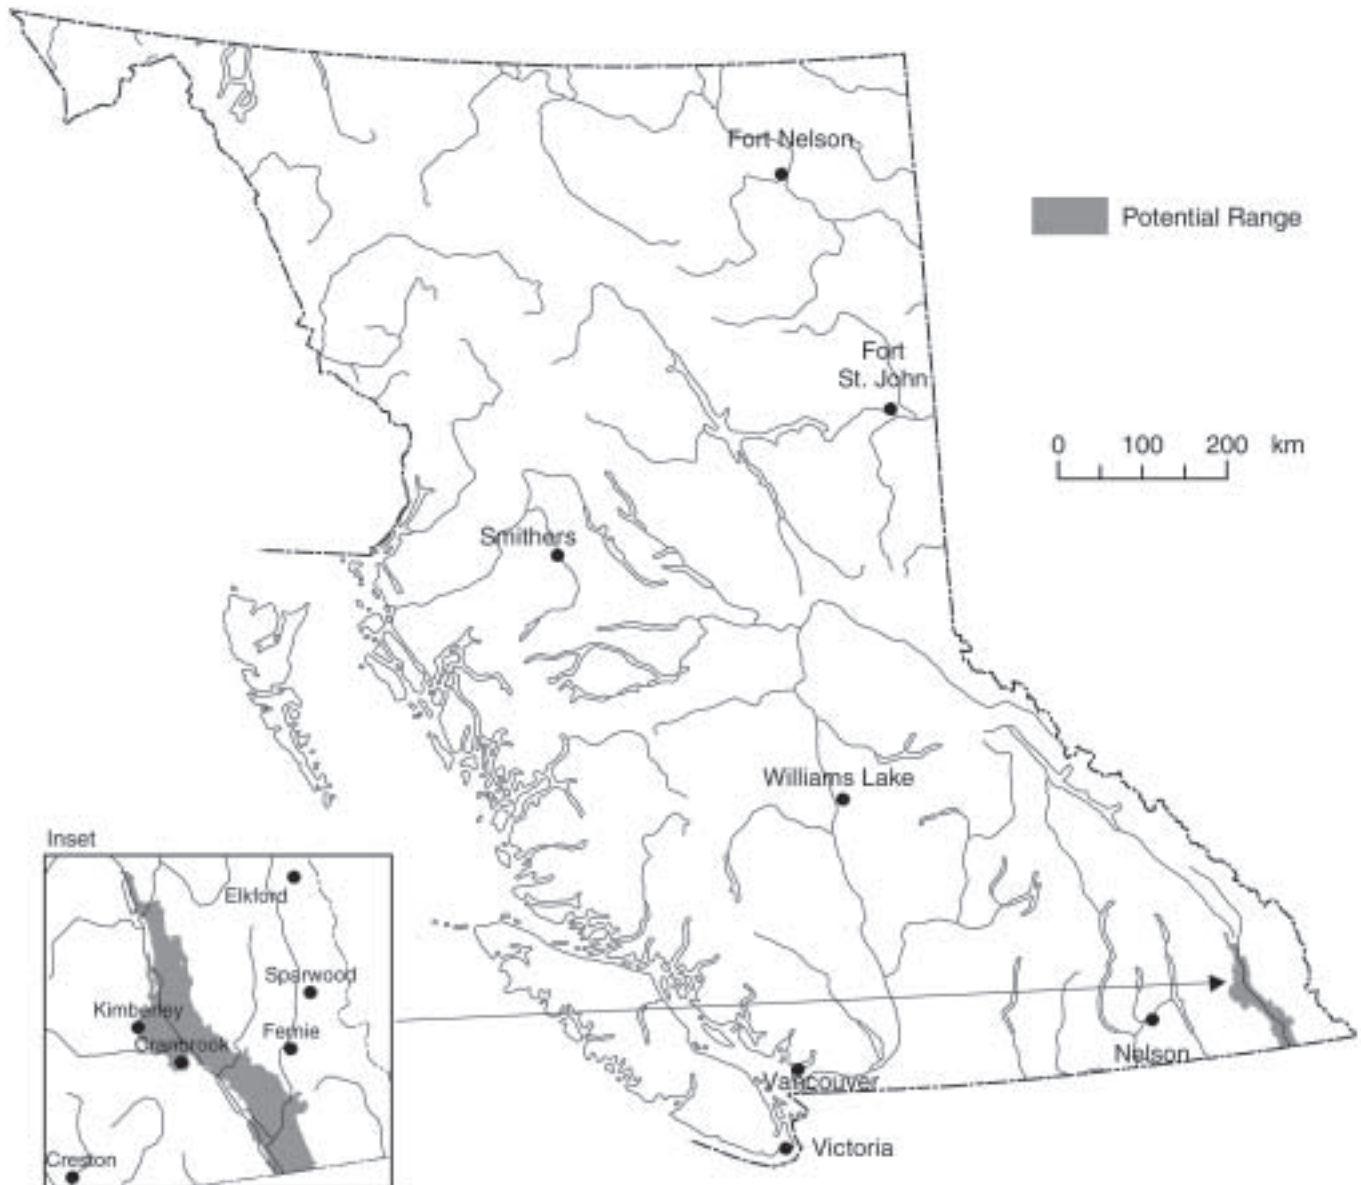 Fort Nelson
Potential Range
Fort
St. John
0 100 200 km
Smithers
Williams Lake
Inset
Elkford
Sparwood
Kimberley
Fernie
Cranbrook
Nelson
Vancouver
Victoria
Creston